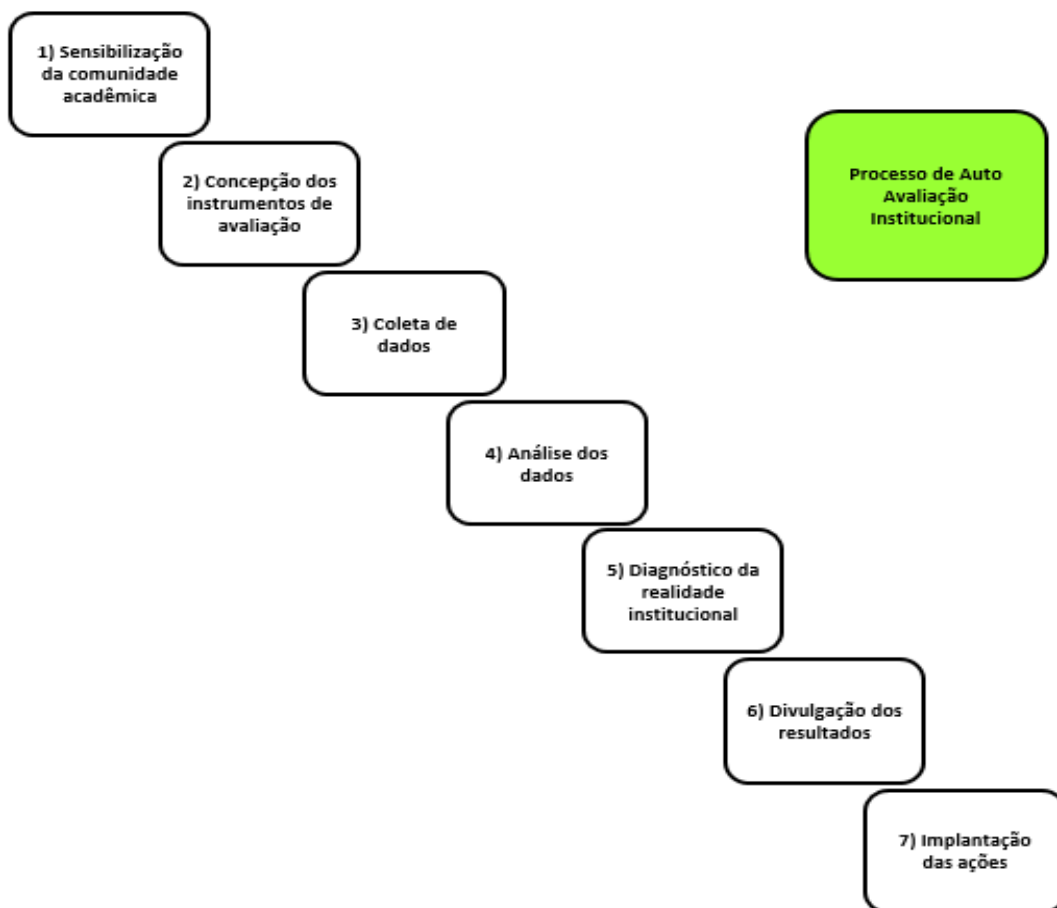 1) Sensibilização
da comunidade
acadêmica
Processo de Auto
Avaliação
Institucional
2) Concepção dos
instrumentos de
avaliação
3) Coleta de
dados
4) Análise dos
dados
5) Diagnóstico da
realidade
institucional
6) Divulgação dos
resultados
7) Implantação
das ações